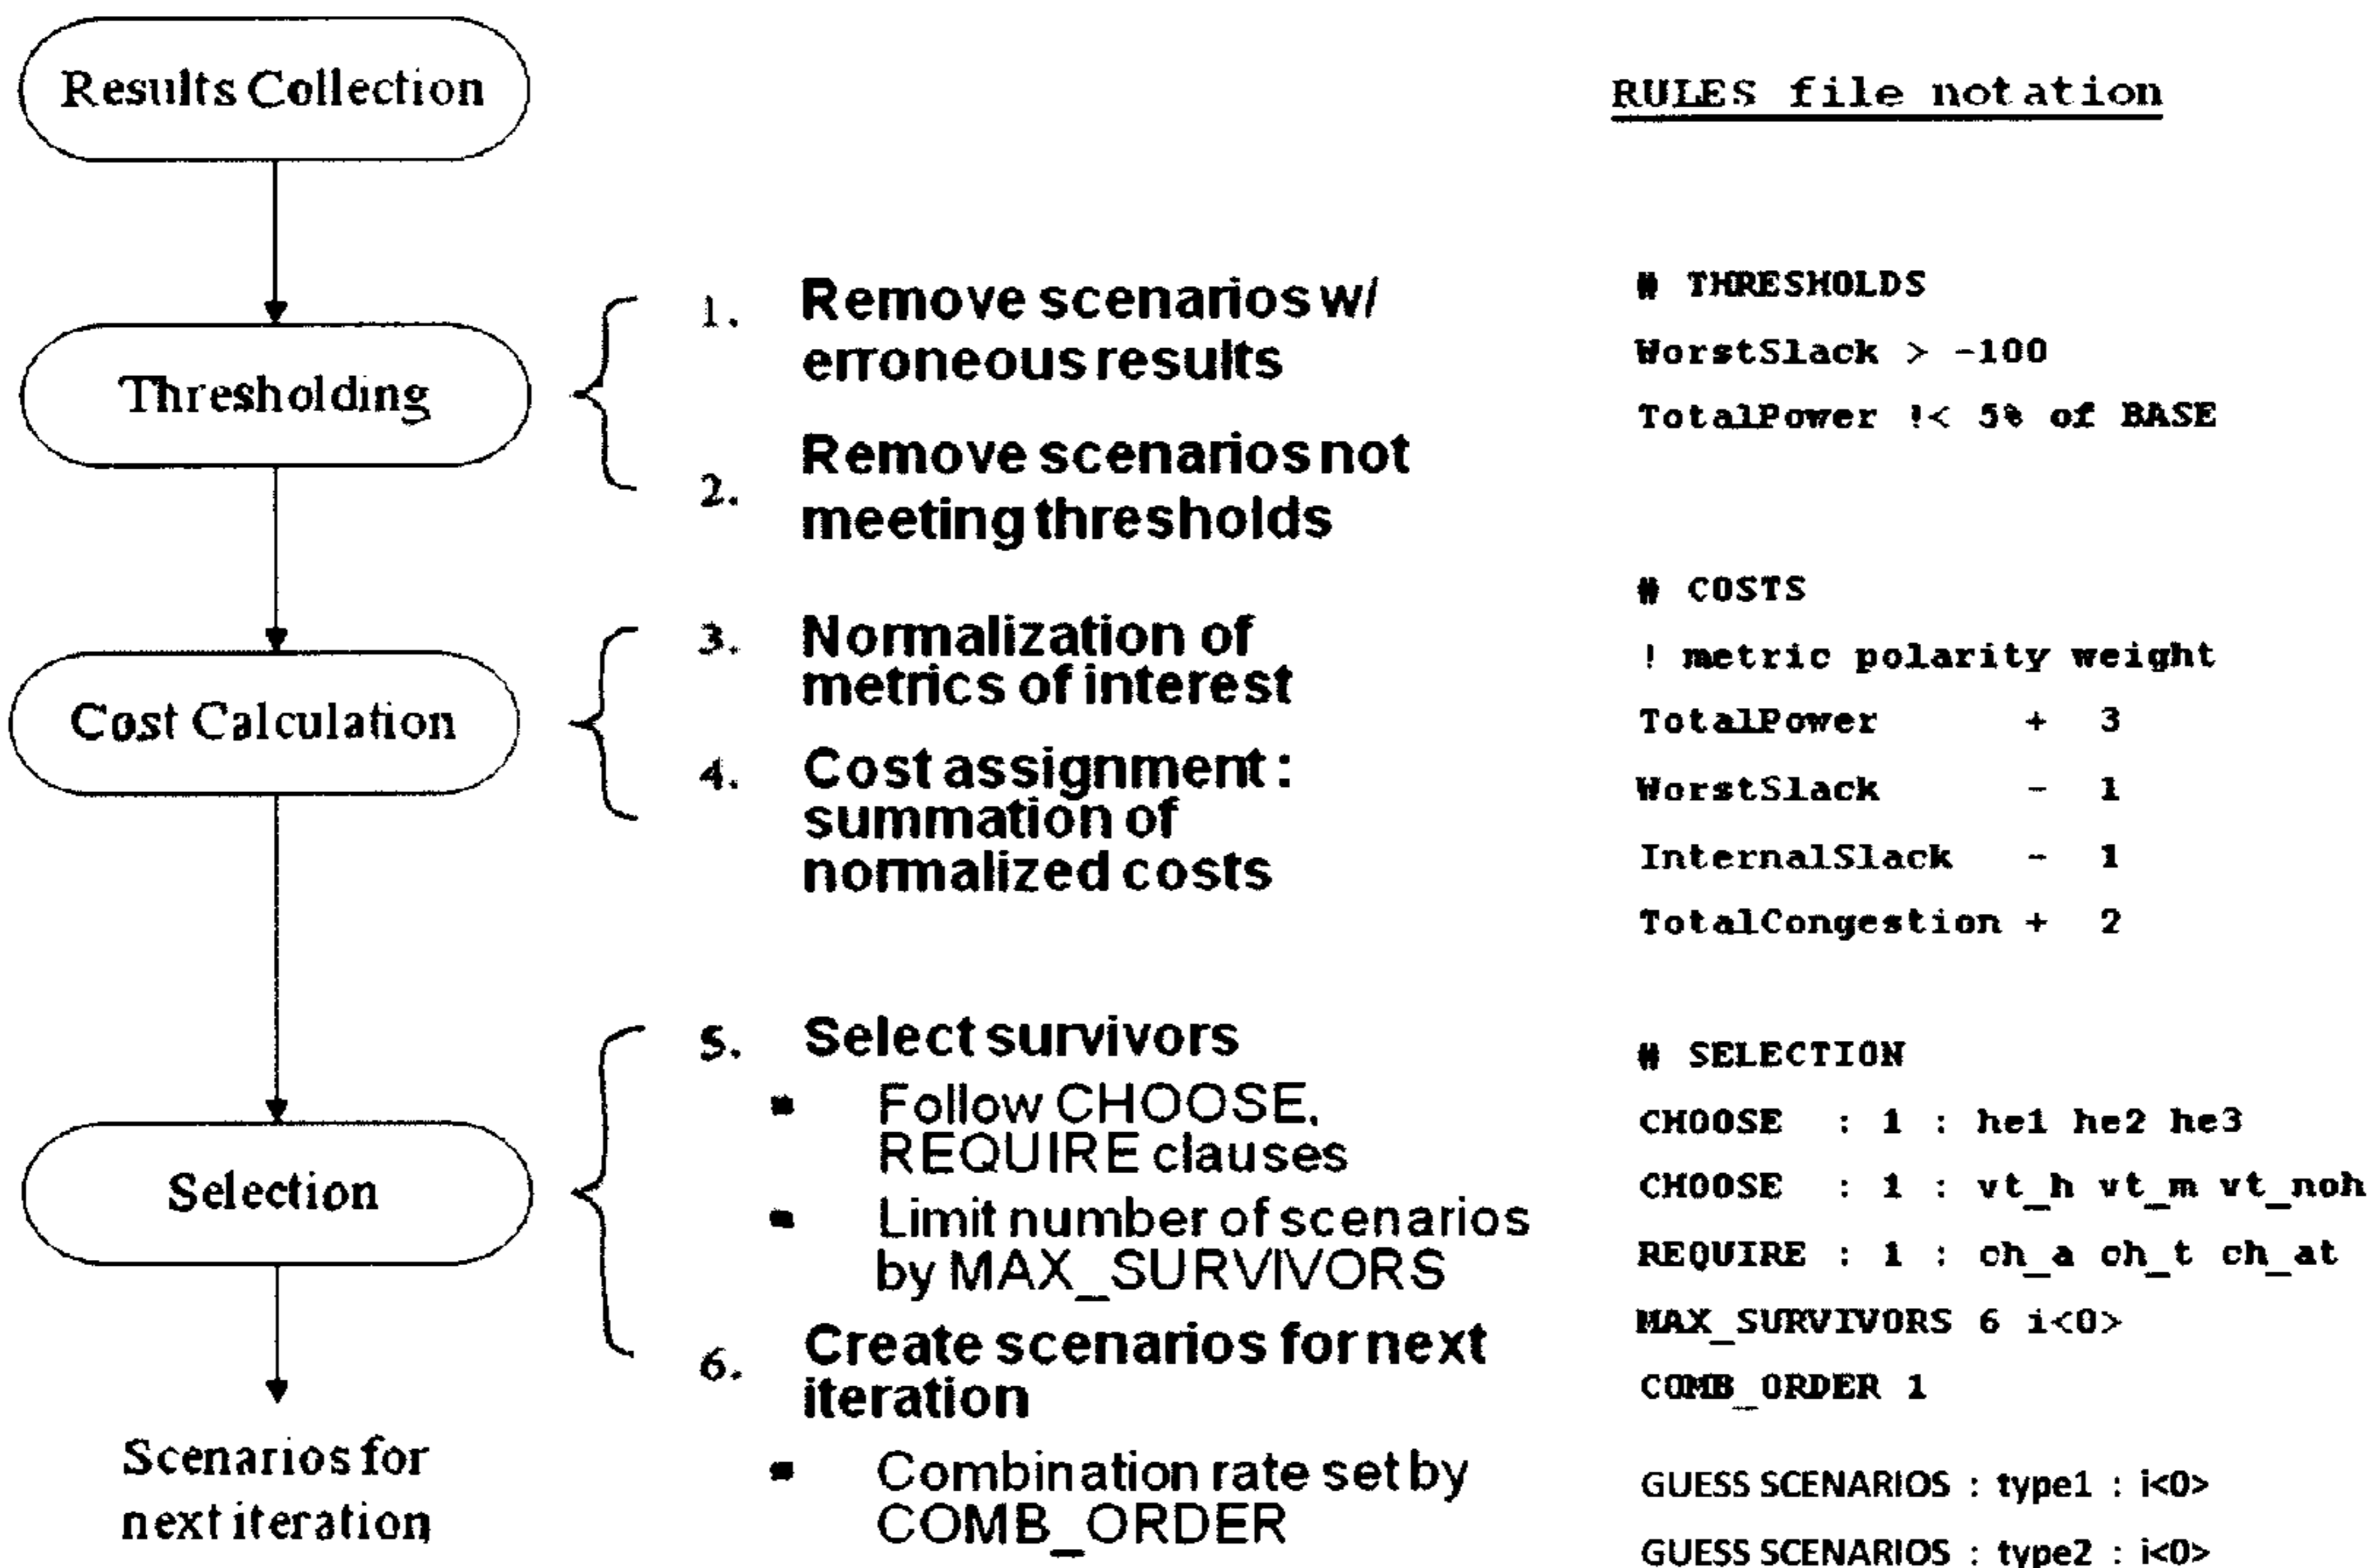 Results Collection
Thresholding
Cost Calculation
Selection
Scenarios for
next iteration
1. Remove scenarios w/
erroneous results
2. Remove scenarios not
meeting thresholds
3. Normalization of
metrics of interest
4. Cost assignment :
summation of
normalized costs
5. Select survivors
▪ Follow CHOOSE,
REQUIRE clauses
▪ Limit number of scenarios
by MAX_SURVIVORS
6. Create scenarios for next
iteration
▪ Combination rate set by
COMB_ORDER
RULES file notation
# THRESHOLDS
WorstSlack > -100
TotalPower !< 5% of BASE
# COSTS
! metric polarity weight
TotalPower + 3
WorstSlack - 1
InternalSlack - 1
TotalCongestion + 2
# SELECTION
CHOOSE : 1 : he1 he2 he3
CHOOSE : 1 : vt_h vt_m vt_noh
REQUIRE : 1 : ch_a ch_t ch_at
MAX_SURVIVORS 6 i<0>
COMB_ORDER 1
GUESS SCENARIOS : type1 : i<0>
GUESS SCENARIOS : type2 : i<0>